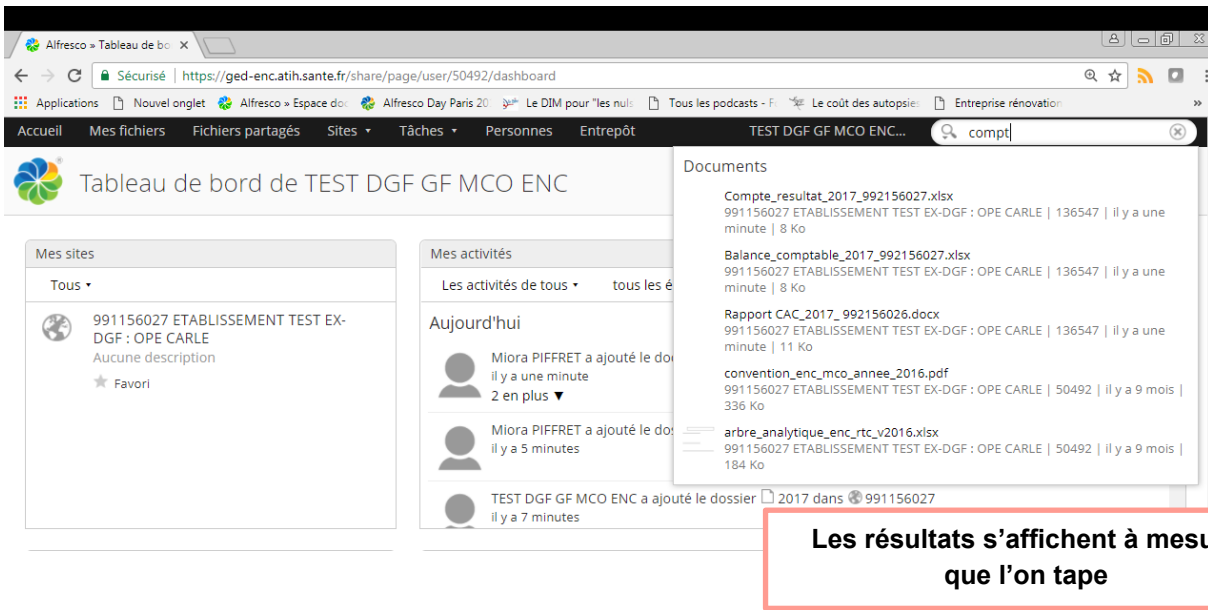 Alfresco » Tableau de bo
Sécurisé | https://ged-enc.atih.sante.fr/share/page/user/50492/dashboard
Applications Nouvel onglet Alfresco » Espace doc Alfresco Day Paris 20 Le DIM pour "les nuls Tous les podcasts - F Le coût des autopsies Entreprise rénovation »
Accueil Mes fichiers Fichiers partagés Sites Tâches Personnes Entrepôt TEST DGF GF MCO ENC... compt
Tableau de bord de TEST DGF GF MCO ENC
Documents
Compte_resultat_2017_992156027.xlsx
991156027 ETABLISSEMENT TEST EX-DGF : OPE CARLE | 136547 | il y a une
minute | 8 Ko
Balance_comptable_2017_992156027.xlsx
991156027 ETABLISSEMENT TEST EX-DGF : OPE CARLE | 136547 | il y a une
minute | 8 Ko
Rapport CAC_2017_ 992156026.docx
991156027 ETABLISSEMENT TEST EX-DGF : OPE CARLE | 136547 | il y a une
minute | 11 Ko
convention_enc_mco_annee_2016.pdf
991156027 ETABLISSEMENT TEST EX-DGF : OPE CARLE | 50492 | il y a 9 mois |
336 Ko
arbre_analytique_enc_rtc_v2016.xlsx
991156027 ETABLISSEMENT TEST EX-DGF : OPE CARLE | 50492 | il y a 9 mois |
184 Ko
Mes sites
Tous
991156027 ETABLISSEMENT TEST EX-
DGF : OPE CARLE
Aucune description
Favori
Mes activités
Les activités de tous tous les é
Aujourd'hui
Miora PIFFRET a ajouté le do
il y a une minute
2 en plus ▼
Miora PIFFRET a ajouté le do
il y a 5 minutes
TEST DGF GF MCO ENC a ajouté le dossier 2017 dans 991156027
il y a 7 minutes
Les résultats s'affichent à mesu
que l'on tape